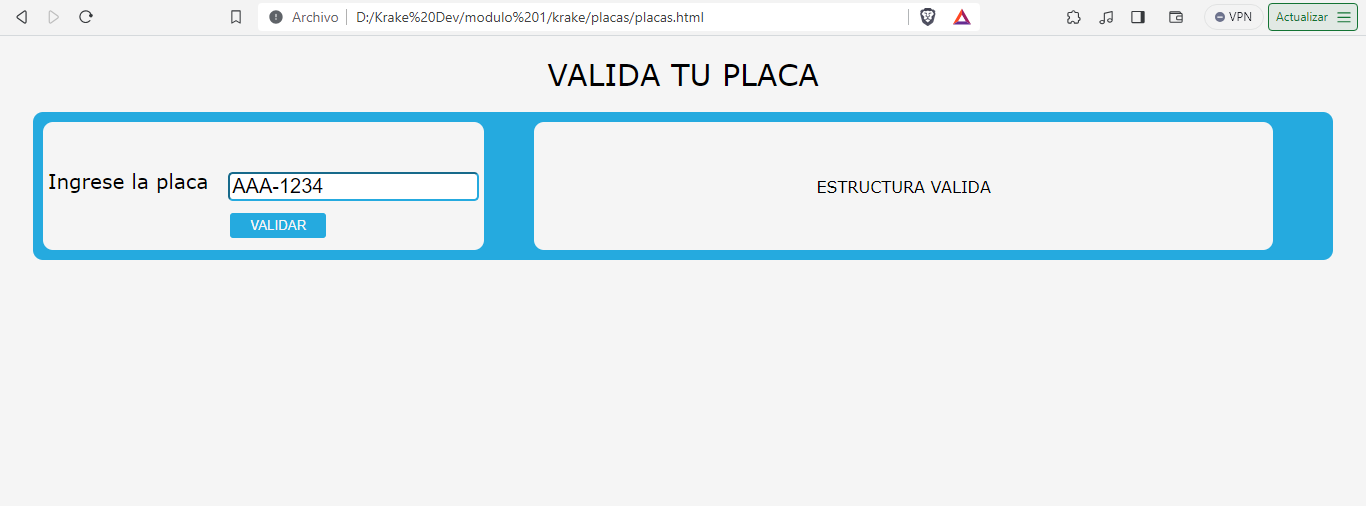 Archivo D:/Krake%20Dev/modulo%201/krake/placas/placas.html VPN Actualizar
VALIDA TU PLACA
Ingrese la placa AAA-1234
VALIDAR
ESTRUCTURA VALIDA